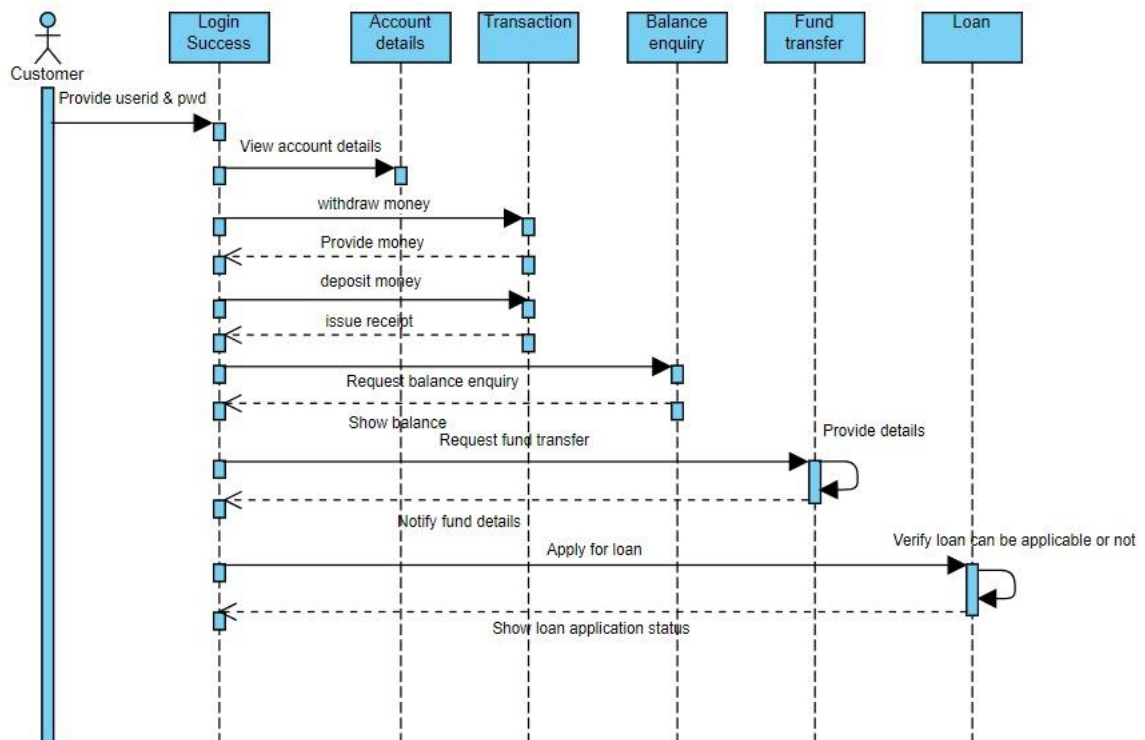 Login
Success
Account
details
Transaction
Balance
enquiry
Fund
transfer
Loan
Customer
Provide userid & pwd
View account details
withdraw money
Provide money
deposit money
issue receipt
Request balance enquiry
Show balance
Provide details
Request fund transfer
Notify fund details
Verify loan can be applicable or not
Apply for loan
Show loan application status